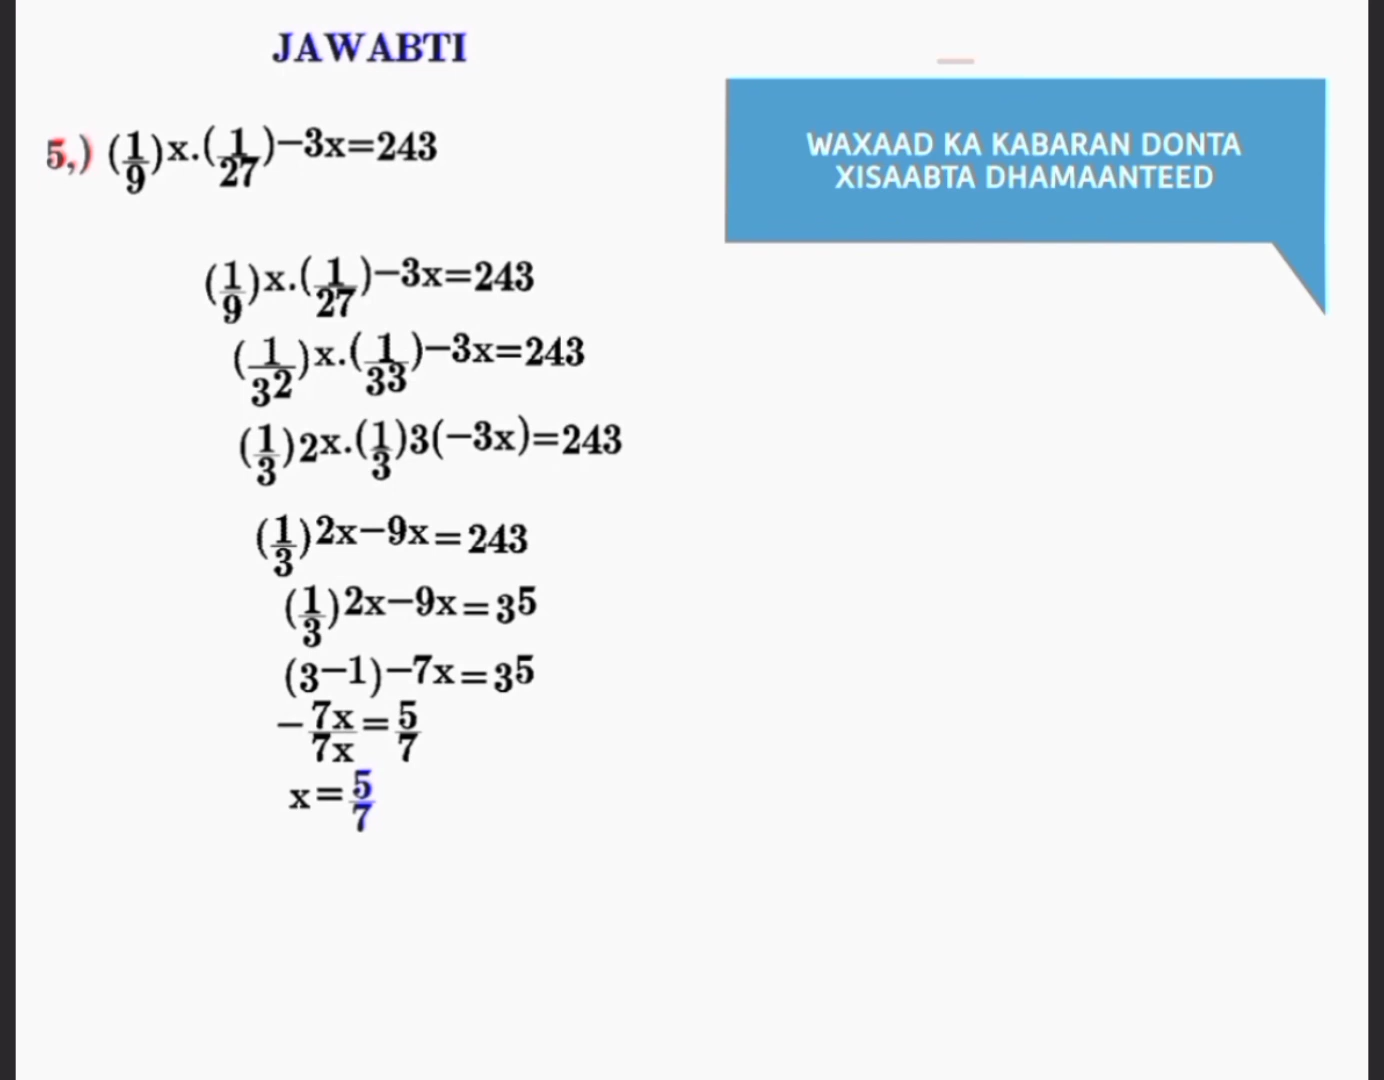 JAWABTI
5,) (1/9)x.(1/27)−3x=243
WAXAAD KA KABARAN DONTA
XISAABTA DHAMAANTEED
(1/9)x.(1/27)−3x=243
(1/32)x.(1/33)−3x=243
(1/3)2x.(1/3)3(−3x)=243
(1/3)2x−9x=243
(1/3)2x−9x=35
(3−1)−7x=35
−7x/7x=5/7
x=5/7